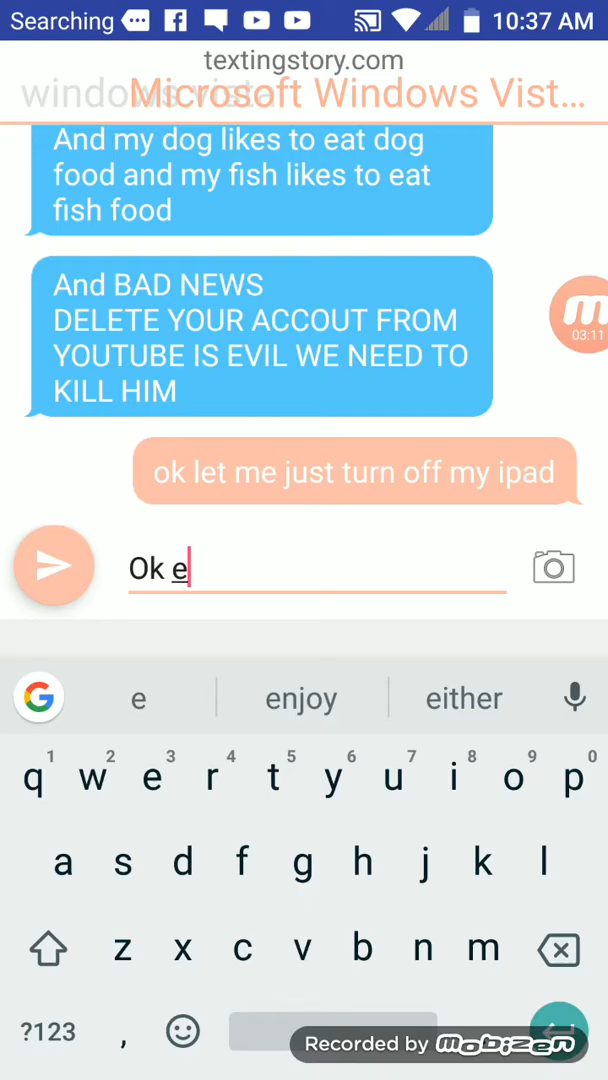 Searching 10:37 AM
textingstory.com
windows vista
Microsoft Windows Vist...
And my dog likes to eat dog
food and my fish likes to eat
fish food
And BAD NEWS
DELETE YOUR ACCOUT FROM
YOUTUBE IS EVIL WE NEED TO
KILL HIM
03:11
ok let me just turn off my ipad
Ok e
e enjoy either
1 2 3 4 5 6 7 8 9 0
q w e r t y u i o p
a s d f g h j k l
z x c v b n m
?123 ,
Recorded by mobizen